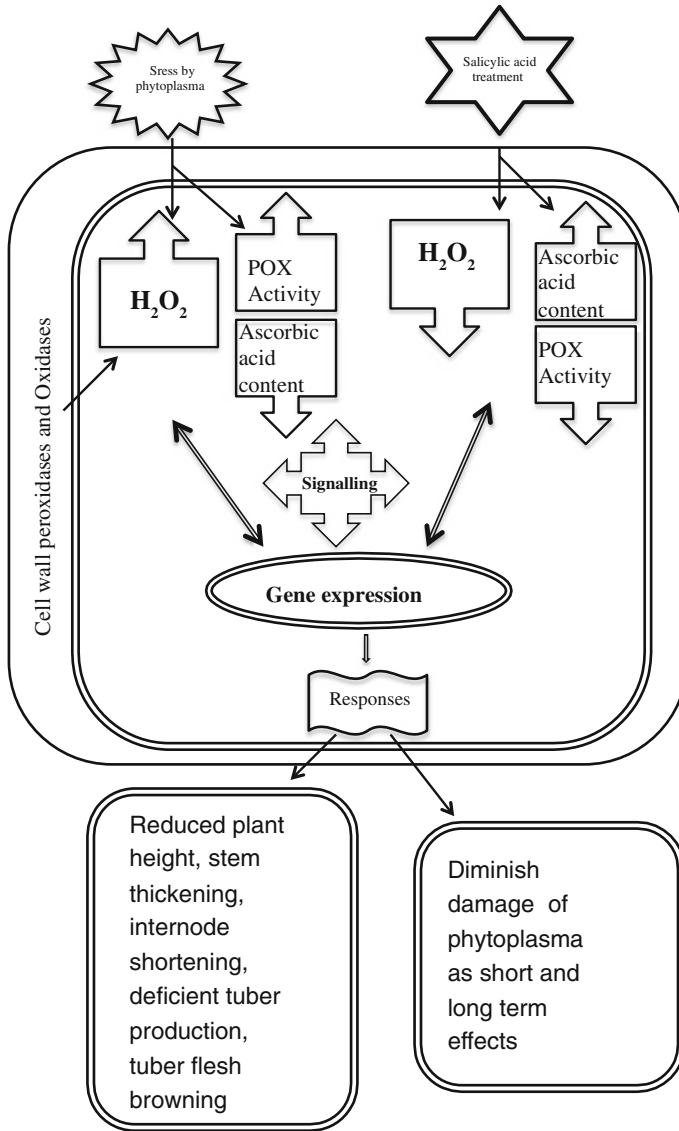 Sress by
phytoplasma
Salicylic acid
treatment
H₂O₂
POX
Activity
Ascorbic
acid
content
H₂O₂
Ascorbic
acid
content
POX
Activity
Cell wall peroxidases and Oxidases
Signalling
Gene expression
Responses
Reduced plant
height, stem
thickening,
internode
shortening,
deficient tuber
production,
tuber flesh
browning
Diminish
damage of
phytoplasma
as short and
long term
effects